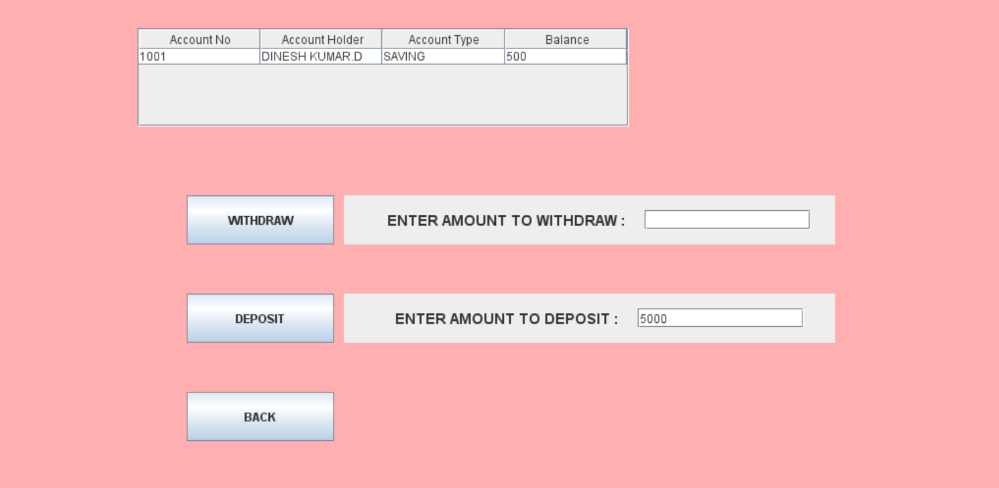 Account No Account Holder Account Type Balance
1001 DINESH KUMAR.D SAVING 500
WITHDRAW ENTER AMOUNT TO WITHDRAW :
DEPOSIT ENTER AMOUNT TO DEPOSIT : 5000
BACK